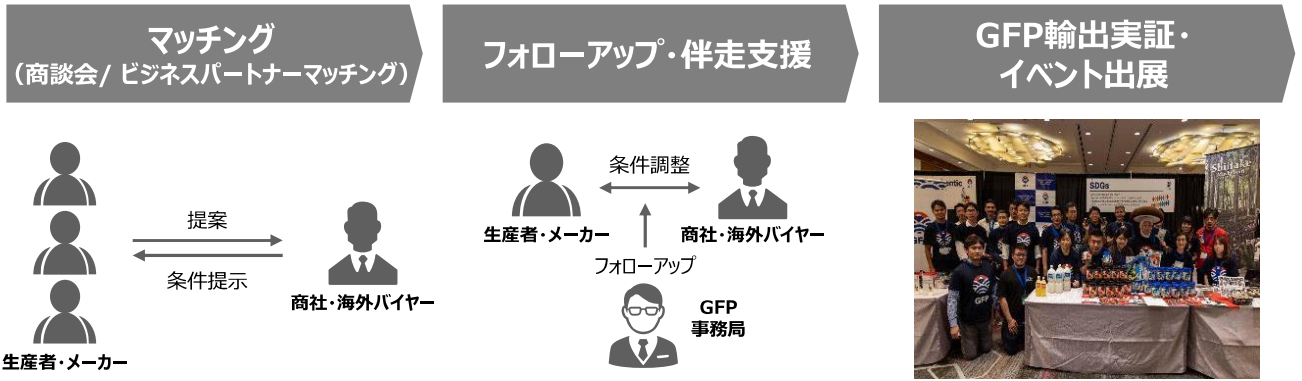 マッチング
（商談会/ ビジネスパートナーマッチング）
フォローアップ・伴走支援
GFP輸出実証・
イベント出展
提案
条件提示
生産者・メーカー
商社・海外バイヤー
条件調整
生産者・メーカー
商社・海外バイヤー
フォローアップ
GFP
事務局
SDGs
Shiitake
GFP